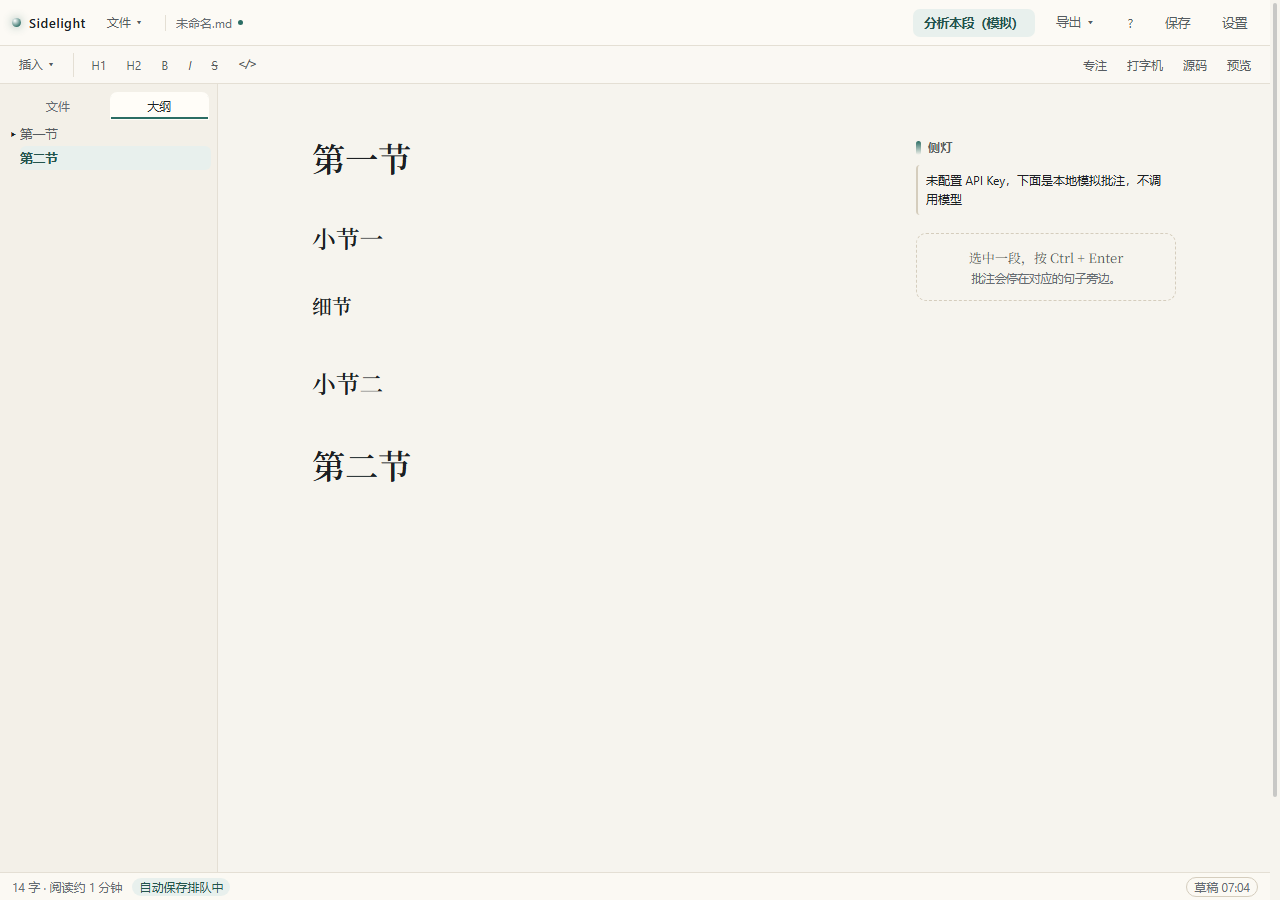 Sidelight 文件 未命名.md 分析本段（模拟） 导出 ? 保存 设置
插入 H1 H2 B I S </> 专注 打字机 源码 预览
文件 大纲
第一节
第二节
第一节
小节一
细节
小节二
第二节
侧灯
未配置 API Key，下面是本地模拟批注，不调
用模型
选中一段，按 Ctrl + Enter
批注会停在对应的句子旁边。
14 字 · 阅读约 1 分钟 自动保存排队中 草稿 07:04